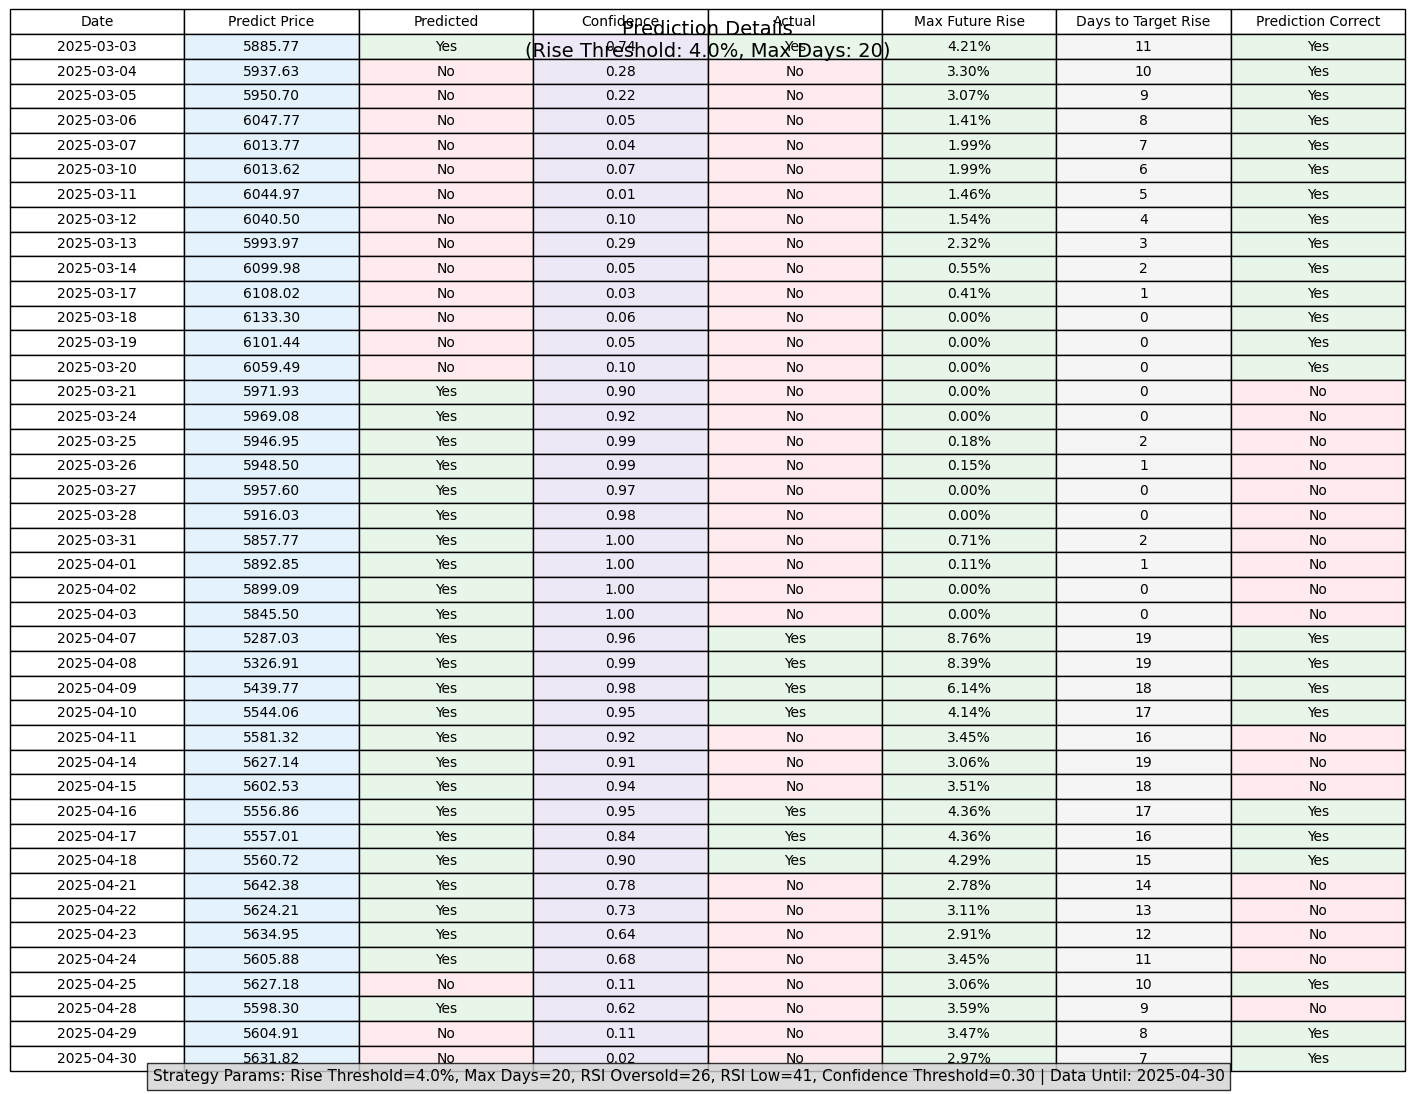 Prediction Details
(Rise Threshold: 4.0%, Max Days: 20)
Date Predict Price Predicted Confidence Actual Max Future Rise Days to Target Rise Prediction Correct
2025-03-03 5885.77 Yes 0.74 Yes 4.21% 11 Yes
2025-03-04 5937.63 No 0.28 No 3.30% 10 Yes
2025-03-05 5950.70 No 0.22 No 3.07% 9 Yes
2025-03-06 6047.77 No 0.05 No 1.41% 8 Yes
2025-03-07 6013.77 No 0.04 No 1.99% 7 Yes
2025-03-10 6013.62 No 0.07 No 1.99% 6 Yes
2025-03-11 6044.97 No 0.01 No 1.46% 5 Yes
2025-03-12 6040.50 No 0.10 No 1.54% 4 Yes
2025-03-13 5993.97 No 0.29 No 2.32% 3 Yes
2025-03-14 6099.98 No 0.05 No 0.55% 2 Yes
2025-03-17 6108.02 No 0.03 No 0.41% 1 Yes
2025-03-18 6133.30 No 0.06 No 0.00% 0 Yes
2025-03-19 6101.44 No 0.05 No 0.00% 0 Yes
2025-03-20 6059.49 No 0.10 No 0.00% 0 Yes
2025-03-21 5971.93 Yes 0.90 No 0.00% 0 No
2025-03-24 5969.08 Yes 0.92 No 0.00% 0 No
2025-03-25 5946.95 Yes 0.99 No 0.18% 2 No
2025-03-26 5948.50 Yes 0.99 No 0.15% 1 No
2025-03-27 5957.60 Yes 0.97 No 0.00% 0 No
2025-03-28 5916.03 Yes 0.98 No 0.00% 0 No
2025-03-31 5857.77 Yes 1.00 No 0.71% 2 No
2025-04-01 5892.85 Yes 1.00 No 0.11% 1 No
2025-04-02 5899.09 Yes 1.00 No 0.00% 0 No
2025-04-03 5845.50 Yes 1.00 No 0.00% 0 No
2025-04-07 5287.03 Yes 0.96 Yes 8.76% 19 Yes
2025-04-08 5326.91 Yes 0.99 Yes 8.39% 19 Yes
2025-04-09 5439.77 Yes 0.98 Yes 6.14% 18 Yes
2025-04-10 5544.06 Yes 0.95 Yes 4.14% 17 Yes
2025-04-11 5581.32 Yes 0.92 No 3.45% 16 No
2025-04-14 5627.14 Yes 0.91 No 3.06% 19 No
2025-04-15 5602.53 Yes 0.94 No 3.51% 18 No
2025-04-16 5556.86 Yes 0.95 Yes 4.36% 17 Yes
2025-04-17 5557.01 Yes 0.84 Yes 4.36% 16 Yes
2025-04-18 5560.72 Yes 0.90 Yes 4.29% 15 Yes
2025-04-21 5642.38 Yes 0.78 No 2.78% 14 No
2025-04-22 5624.21 Yes 0.73 No 3.11% 13 No
2025-04-23 5634.95 Yes 0.64 No 2.91% 12 No
2025-04-24 5605.88 Yes 0.68 No 3.45% 11 No
2025-04-25 5627.18 No 0.11 No 3.06% 10 Yes
2025-04-28 5598.30 Yes 0.62 No 3.59% 9 No
2025-04-29 5604.91 No 0.11 No 3.47% 8 Yes
2025-04-30 5631.82 No 0.02 No 2.97% 7 Yes
Strategy Params: Rise Threshold=4.0%, Max Days=20, RSI Oversold=26, RSI Low=41, Confidence Threshold=0.30 | Data Until: 2025-04-30